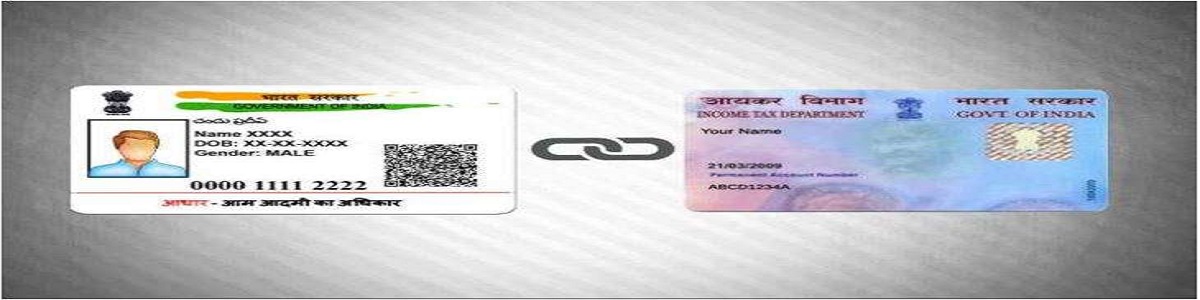 भारत सरकार
GOVERNMENT OF INDIA
చందు ప్రదీప్
Name XXXX
DOB: XX-XX-XXXX
Gender: MALE
0000 1111 2222
आधार - आम आदमी का अधिकार
आयकर विभाग
INCOME TAX DEPARTMENT
भारत सरकार
GOVT OF INDIA
Your Name
21/03/2009
Permanent Account Number
ABCD1234A